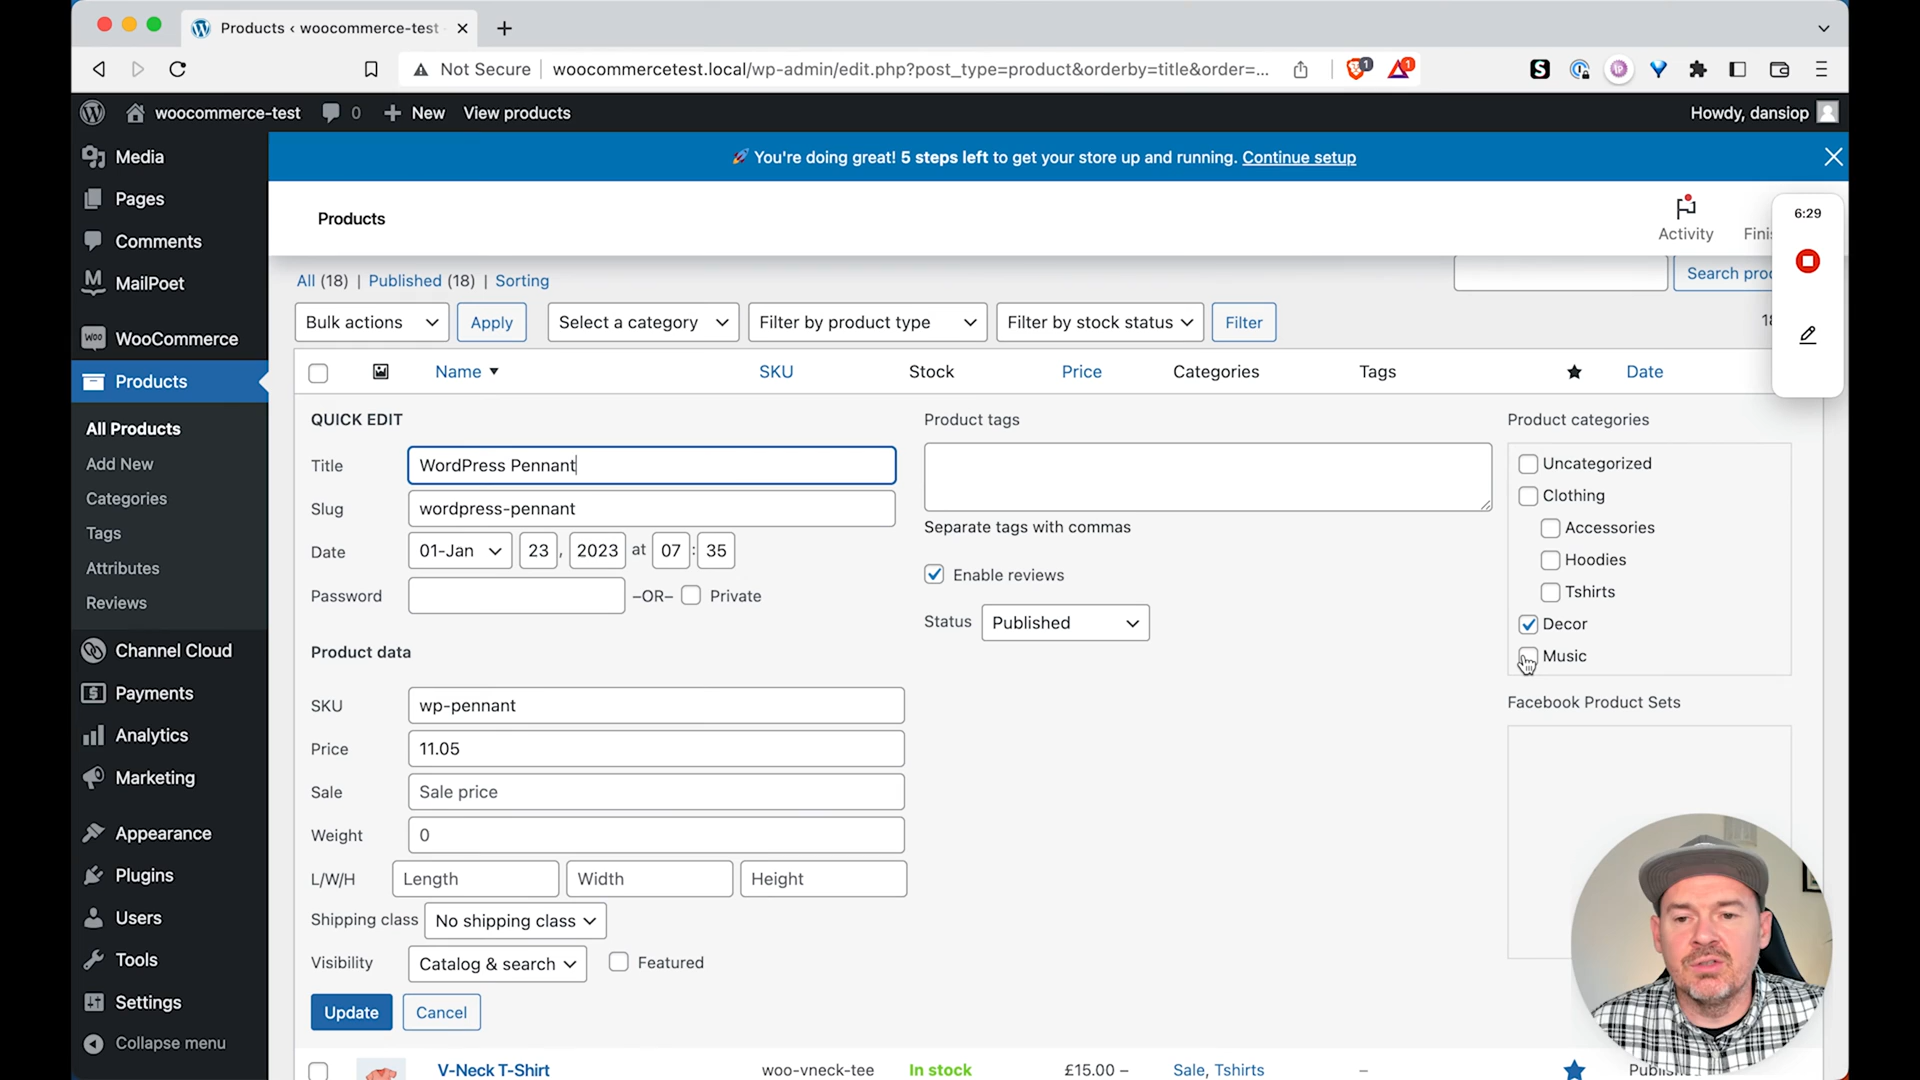 Products ‹ woocommerce-test
Not Secure woocommercetest.local/wp-admin/edit.php?post_type=product&orderby=title&order=... 1 1
woocommerce-test 0 New View products Howdy, dansiop
Media
Pages
Comments
MailPoet
WooCommerce
Products
All Products
Add New
Categories
Tags
Attributes
Reviews
Channel Cloud
Payments
Analytics
Marketing
Appearance
Plugins
Users
Tools
Settings
Collapse menu
🚀 You're doing great! 5 steps left to get your store up and running. Continue setup
Products
Activity
6:29
All (18) | Published (18) | Sorting
Bulk actions Apply Select a category Filter by product type Filter by stock status Filter
Name SKU Stock Price Categories Tags Date
QUICK EDIT
Title WordPress Pennant
Slug wordpress-pennant
Date 01-Jan 23 , 2023 at 07 : 35
Password –OR– Private
Product data
SKU wp-pennant
Price 11.05
Sale Sale price
Weight 0
L/W/H Length Width Height
Shipping class No shipping class
Visibility Catalog & search Featured
Update Cancel
Product tags
Separate tags with commas
Enable reviews
Status Published
Product categories
Uncategorized
Clothing
Accessories
Hoodies
Tshirts
Decor
Music
Facebook Product Sets
V-Neck T-Shirt woo-vneck-tee In stock £15.00 – Sale, Tshirts –